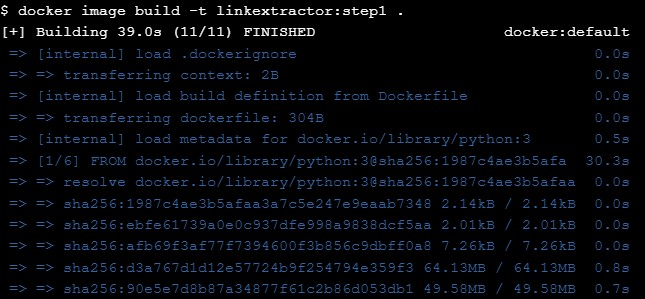 $ docker image build -t linkextractor:step1 .
[+] Building 39.0s (11/11) FINISHED docker:default
=> [internal] load .dockerignore 0.0s
=> => transferring context: 2B 0.0s
=> [internal] load build definition from Dockerfile 0.0s
=> => transferring dockerfile: 304B 0.0s
=> [internal] load metadata for docker.io/library/python:3 0.5s
=> [1/6] FROM docker.io/library/python:3@sha256:1987c4ae3b5afa 30.3s
=> => resolve docker.io/library/python:3@sha256:1987c4ae3b5afaa 0.0s
=> => sha256:1987c4ae3b5afaa3a7c5e247e9eaab7348 2.14kB / 2.14kB 0.0s
=> => sha256:ebfe61739a0e0c937dfe998a9838dcf5aa 2.01kB / 2.01kB 0.0s
=> => sha256:afb69f3af77f7394600f3b856c9dbff0a8 7.26kB / 7.26kB 0.0s
=> => sha256:d3a767d1d12e57724b9f254794e359f3 64.13MB / 64.13MB 0.8s
=> => sha256:90e5e7d8b87a34877f61c2b86d053db1 49.58MB / 49.58MB 0.7s